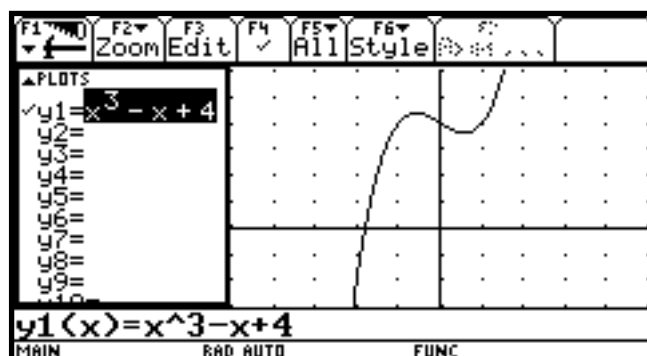 F1 F2 F3 F4 F5 F6
Zoom Edit ✓ All Style
▲PLOTS
✓y1=x^3 - x + 4
y2=
y3=
y4=
y5=
y6=
y7=
y8=
y9=
y1(x)=x^3-x+4
MAIN RAD AUTO FUNC